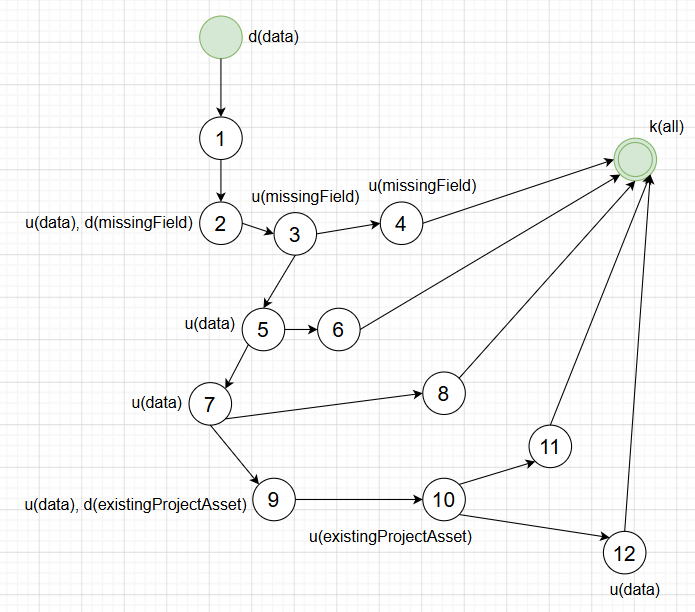 d(data)
k(all)
1
u(missingField)
u(missingField)
u(data), d(missingField)
2
3
4
u(data)
5
6
u(data)
7
8
11
u(data), d(existingProjectAsset)
9
10
u(existingProjectAsset)
12
u(data)